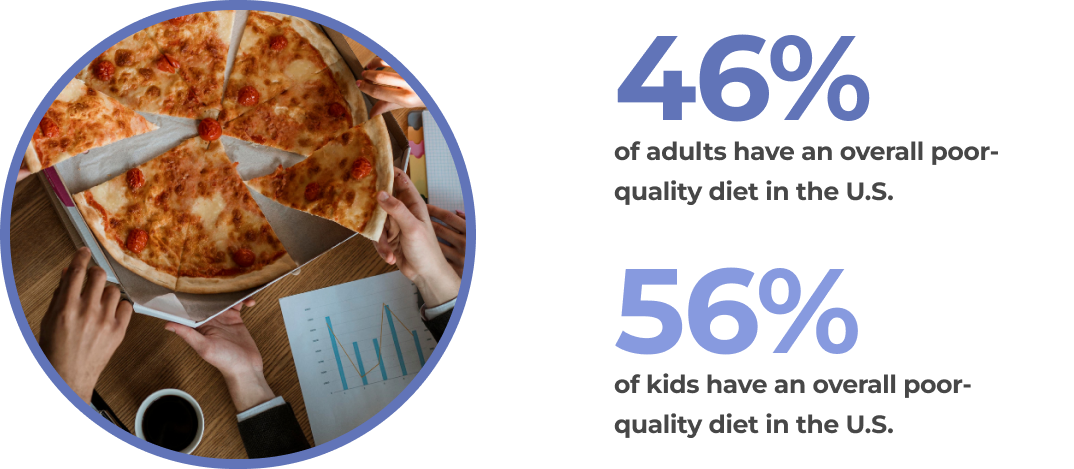 46%
of adults have an overall poor-
quality diet in the U.S.
56%
of kids have an overall poor-
quality diet in the U.S.